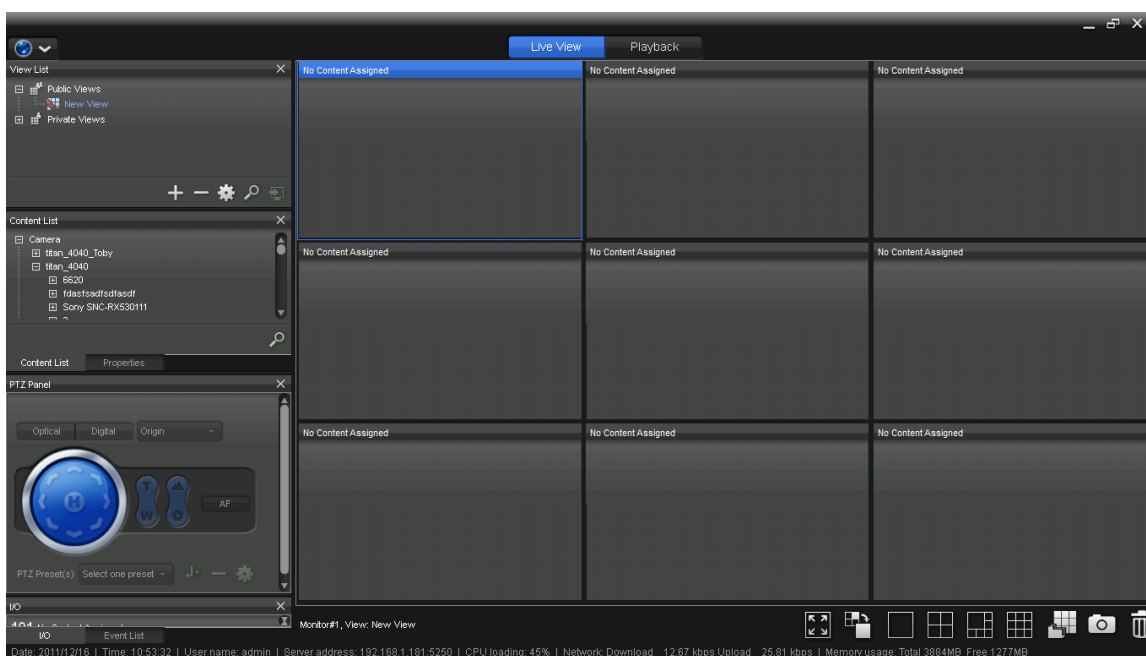 Live View
Playback
View List
Public Views
New View
Private Views
Content List
Camera
titan_4040_Toby
titan_4040
6620
fdasfsadfsdfasdf
Sony SNC-RX530111
Content List
Properties
PTZ Panel
Optical
Digital
Origin
H
T
W
AF
PTZ Preset(s)
Select one preset
I/O
I/O
Event List
No Content Assigned
No Content Assigned
No Content Assigned
No Content Assigned
No Content Assigned
No Content Assigned
No Content Assigned
No Content Assigned
No Content Assigned
Monitor#1, View: New View
Date: 2011/12/16 | Time: 10:53:32 | User name: admin | Server address: 192.168.1.181:5250 | CPU loading: 45% | Network: Download 12.67 kbps Upload 25.81 kbps | Memory usage: Total 3884MB Free 1277MB